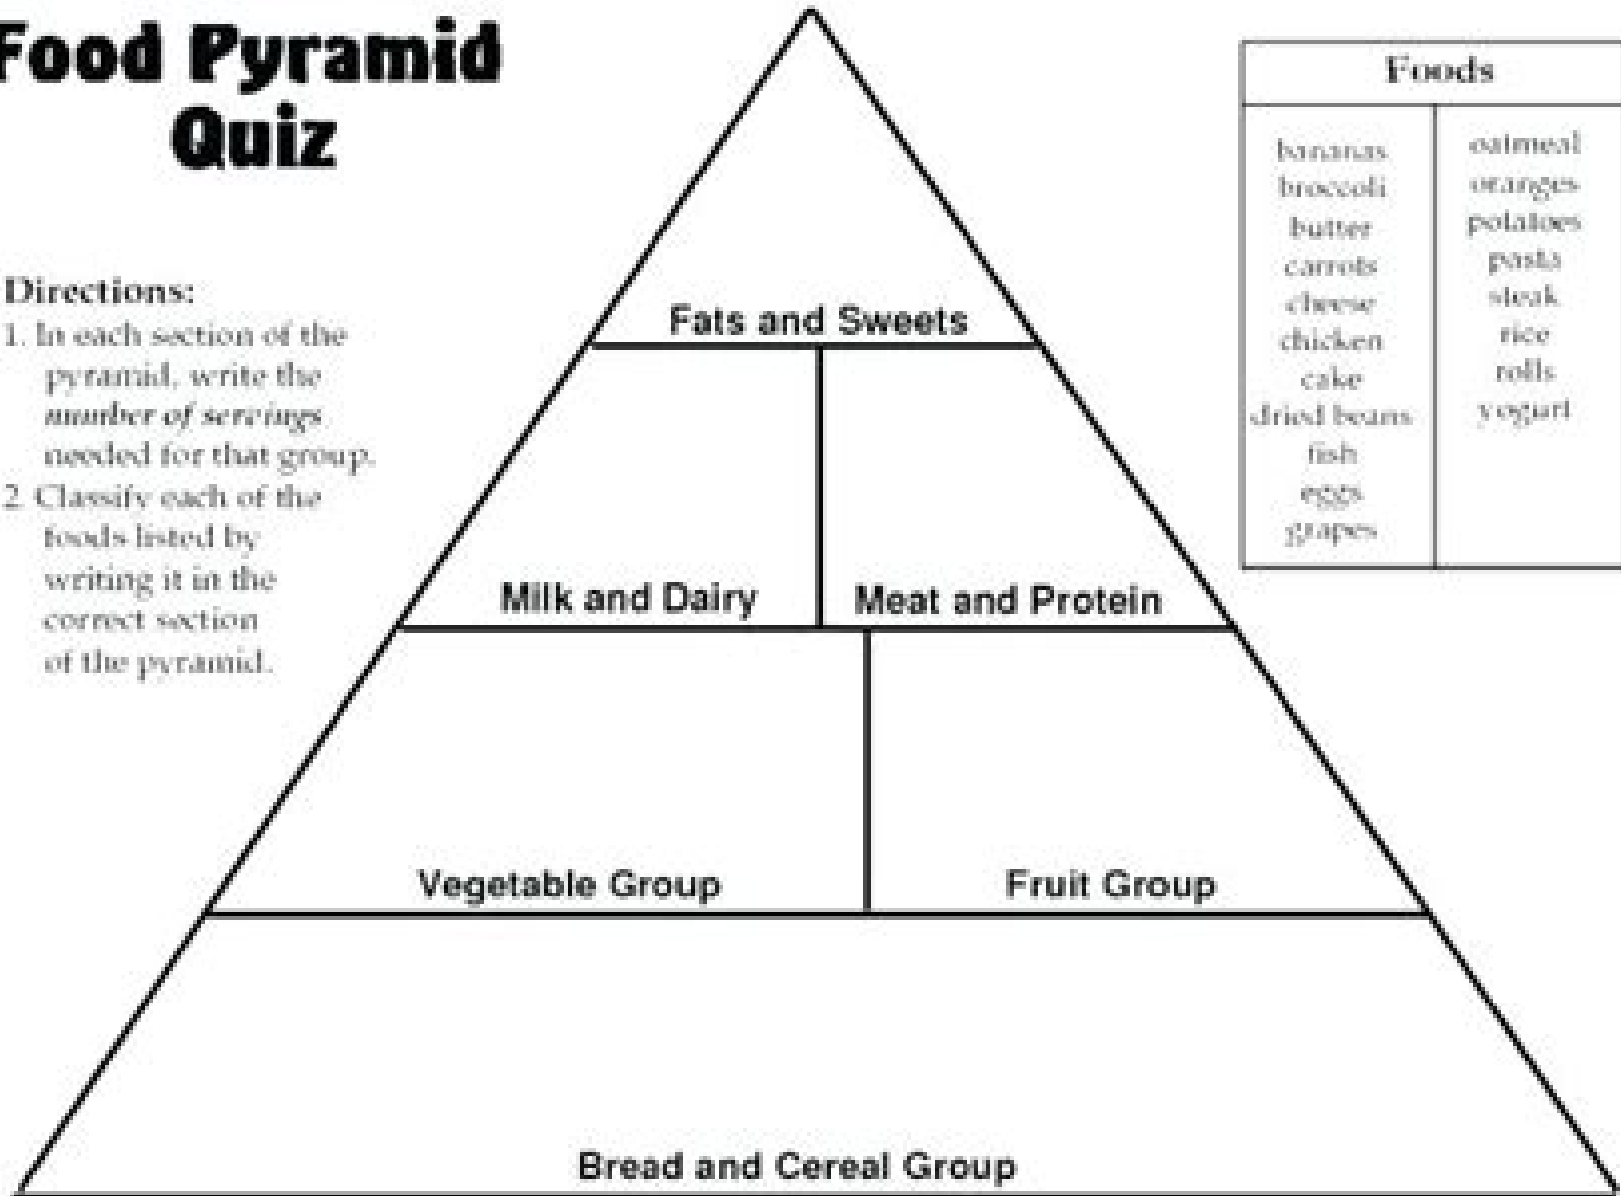 Food Pyramid
Quiz
Directions:
1. In each section of the
pyramid, write the
number of servings
needed for that group.
2. Classify each of the
foods listed by
writing it in the
correct section
of the pyramid.
Fats and Sweets
Milk and Dairy
Meat and Protein
Vegetable Group
Fruit Group
Bread and Cereal Group
Foods
bananas
broccoli
butter
carrots
cheese
chicken
cake
dried beans
fish
eggs
grapes
oatmeal
oranges
potatoes
pasta
steak
rice
rolls
yogurt